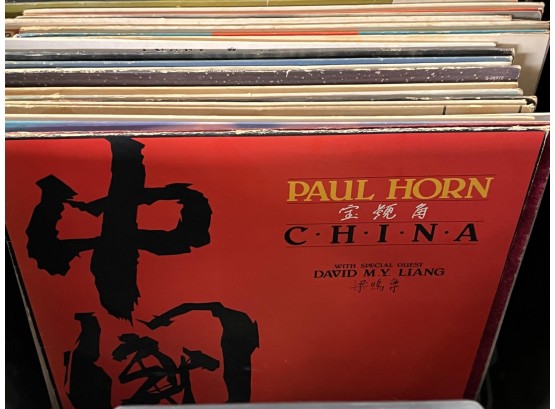 中
國
PAUL HORN
C·H·I·N·A
WITH SPECIAL GUEST
DAVID M.Y. LIANG